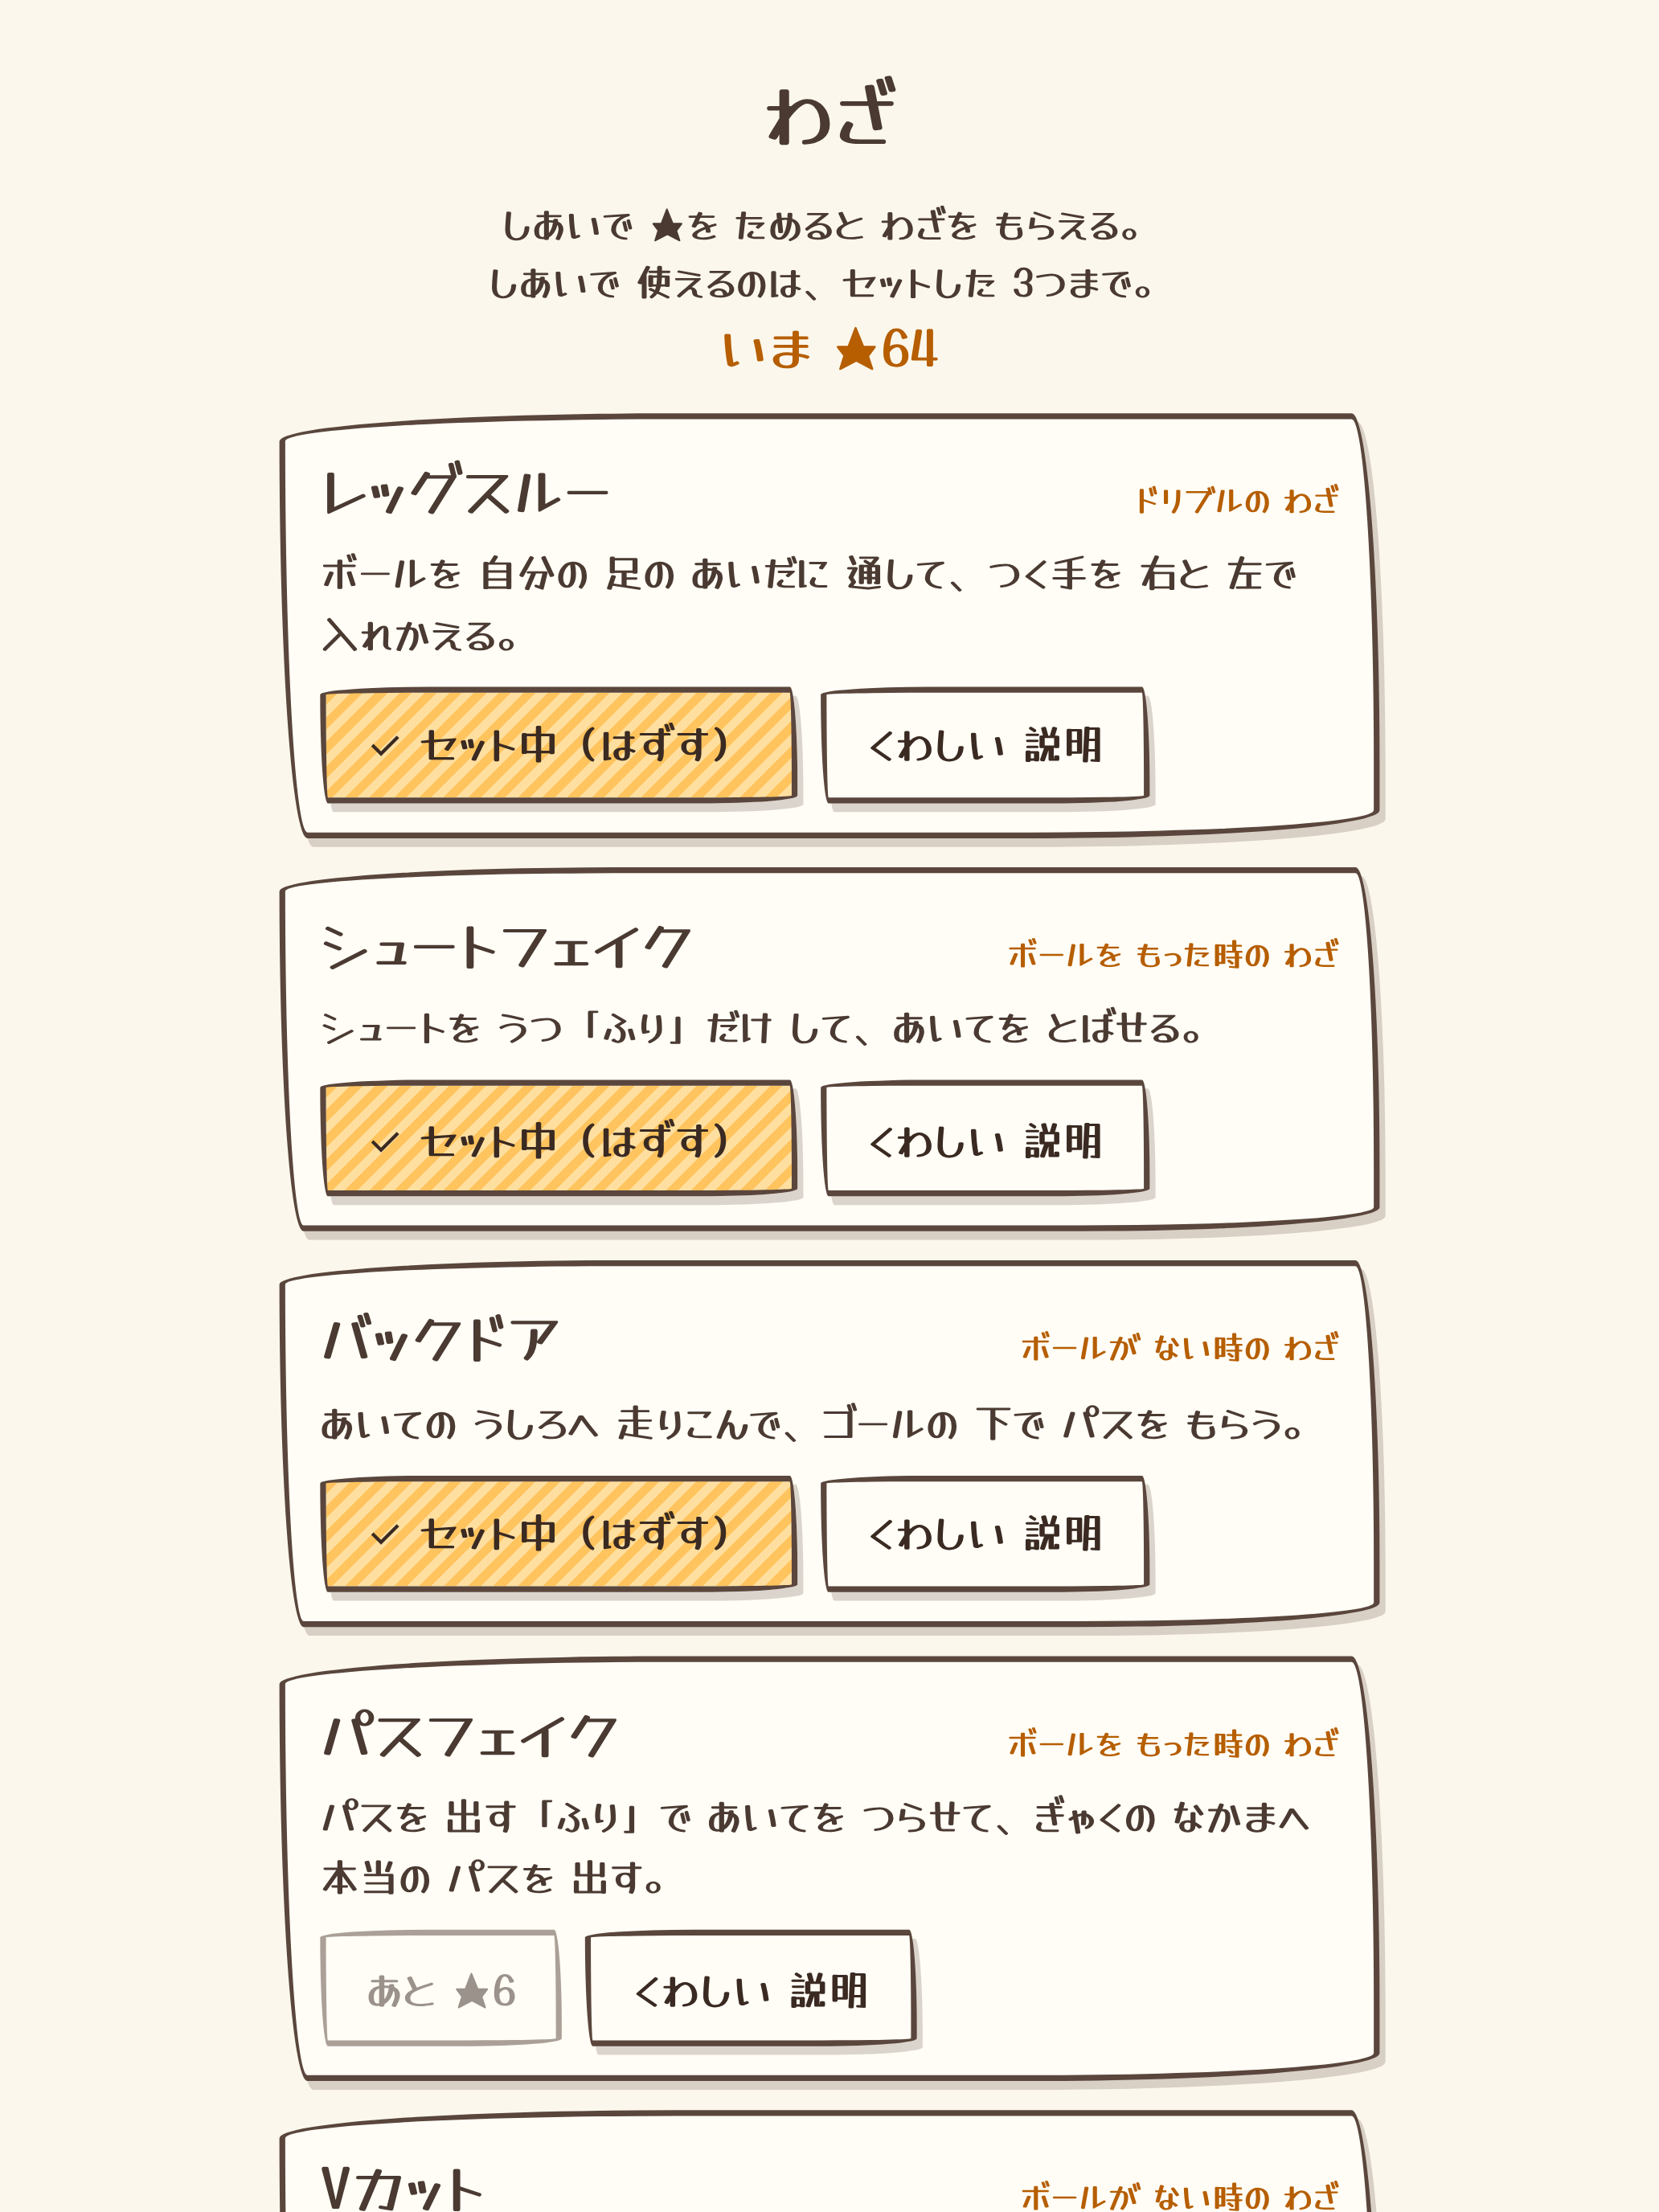 わざ
しあいで ★を ためると わざを もらえる。
しあいで 使えるのは、セットした 3つまで。
いま ★64
レッグスルー
ドリブルの わざ
ボールを 自分の 足の あいだに 通して、つく手を 右と 左で
入れかえる。
✓ セット中（はずす）
くわしい 説明
シュートフェイク
ボールを もった時の わざ
シュートを うつ「ふり」だけ して、あいてを とばせる。
✓ セット中（はずす）
くわしい 説明
バックドア
ボールが ない時の わざ
あいての うしろへ 走りこんで、ゴールの 下で パスを もらう。
✓ セット中（はずす）
くわしい 説明
パスフェイク
ボールを もった時の わざ
パスを 出す「ふり」で あいてを つらせて、ぎゃくの なかまへ
本当の パスを 出す。
あと ★6
くわしい 説明
Vカット
ボールが ない時の わざ